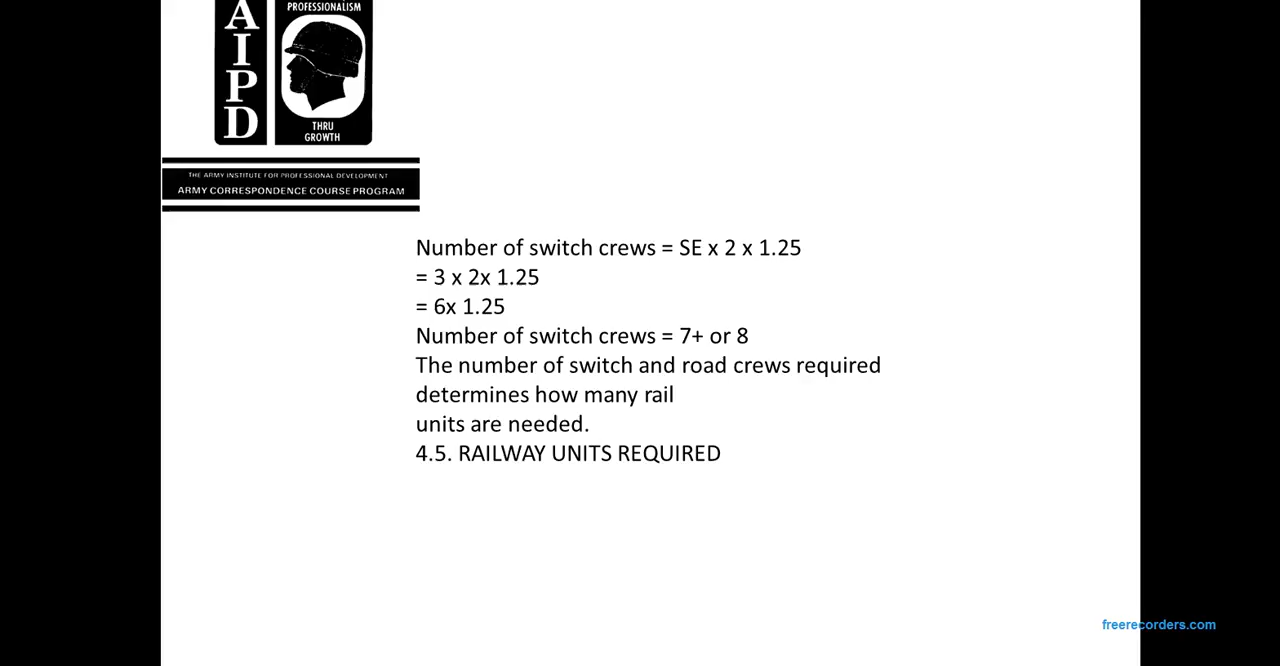 AIPD
PROFESSIONALISM
THRU
GROWTH
THE ARMY INSTITUTE FOR PROFESSIONAL DEVELOPMENT
ARMY CORRESPONDENCE COURSE PROGRAM
Number of switch crews = SE x 2 x 1.25
= 3 x 2x 1.25
= 6x 1.25
Number of switch crews = 7+ or 8
The number of switch and road crews required
determines how many rail
units are needed.
4.5. RAILWAY UNITS REQUIRED
freerecorders.com